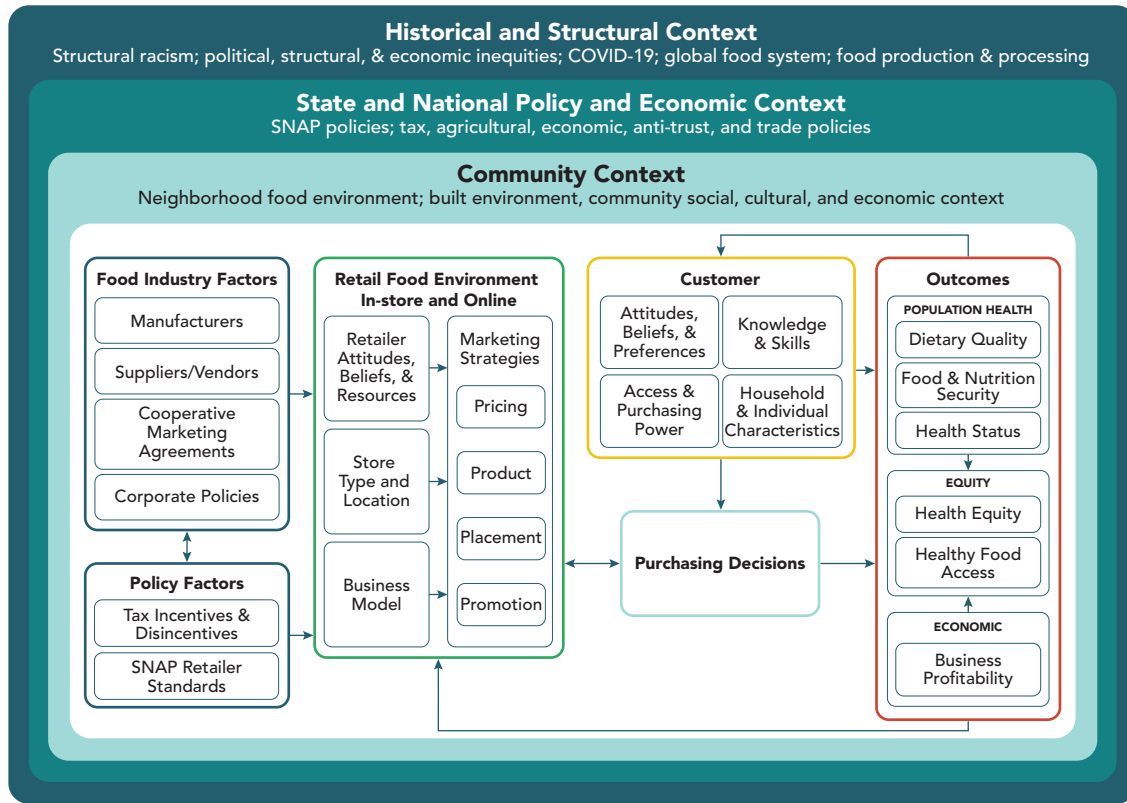 Historical and Structural Context
Structural racism; political, structural, & economic inequities; COVID-19; global food system; food production & processing
State and National Policy and Economic Context
SNAP policies; tax, agricultural, economic, anti-trust, and trade policies
Community Context
Neighborhood food environment; built environment, community social, cultural, and economic context
Food Industry Factors
Manufacturers
Suppliers/Vendors
Cooperative
Marketing
Agreements
Corporate Policies
Policy Factors
Tax Incentives &
Disincentives
SNAP Retailer
Standards
Retail Food Environment
In-store and Online
Retailer
Attitudes,
Beliefs, &
Resources
Store
Type and
Location
Business
Model
Marketing
Strategies
Pricing
Product
Placement
Promotion
Customer
Attitudes,
Beliefs, &
Preferences
Knowledge
& Skills
Access &
Purchasing
Power
Household
& Individual
Characteristics
Purchasing Decisions
Outcomes
POPULATION HEALTH
Dietary Quality
Food & Nutrition
Security
Health Status
EQUITY
Health Equity
Healthy Food
Access
ECONOMIC
Business
Profitability